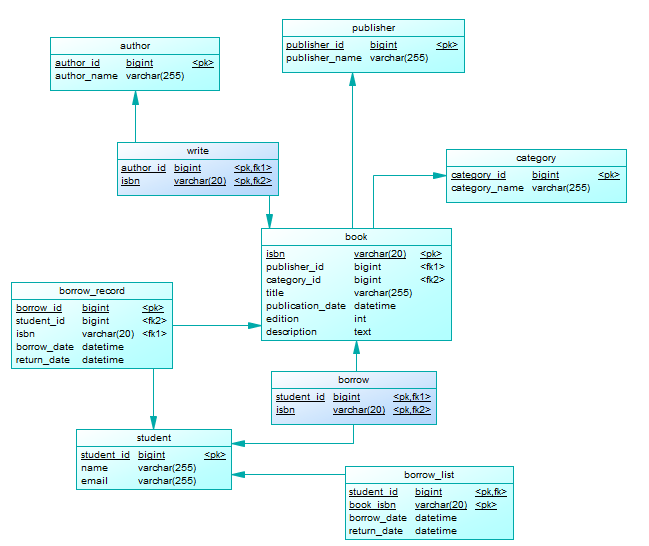 publisher
publisher_id bigint <pk>
publisher_name varchar(255)
author
author_id bigint <pk>
author_name varchar(255)
write
author_id bigint <pk,fk1>
isbn varchar(20) <pk,fk2>
category
category_id bigint <pk>
category_name varchar(255)
book
isbn varchar(20) <pk>
publisher_id bigint <fk1>
category_id bigint <fk2>
title varchar(255)
publication_date datetime
edition int
description text
borrow_record
borrow_id bigint <pk>
student_id bigint <fk2>
isbn varchar(20) <fk1>
borrow_date datetime
return_date datetime
borrow
student_id bigint <pk,fk1>
isbn varchar(20) <pk,fk2>
student
student_id bigint <pk>
name varchar(255)
email varchar(255)
borrow_list
student_id bigint <pk,fk>
book_isbn varchar(20) <pk>
borrow_date datetime
return_date datetime